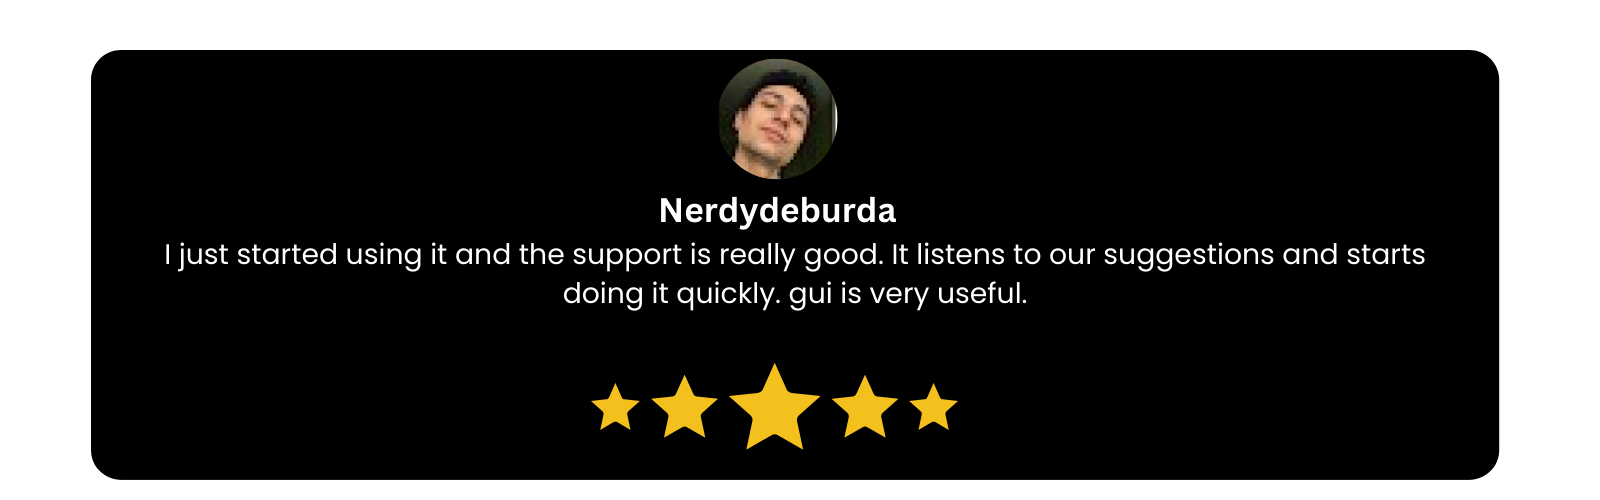 Nerdydeburda
I just started using it and the support is really good. It listens to our suggestions and starts
doing it quickly. gui is very useful.